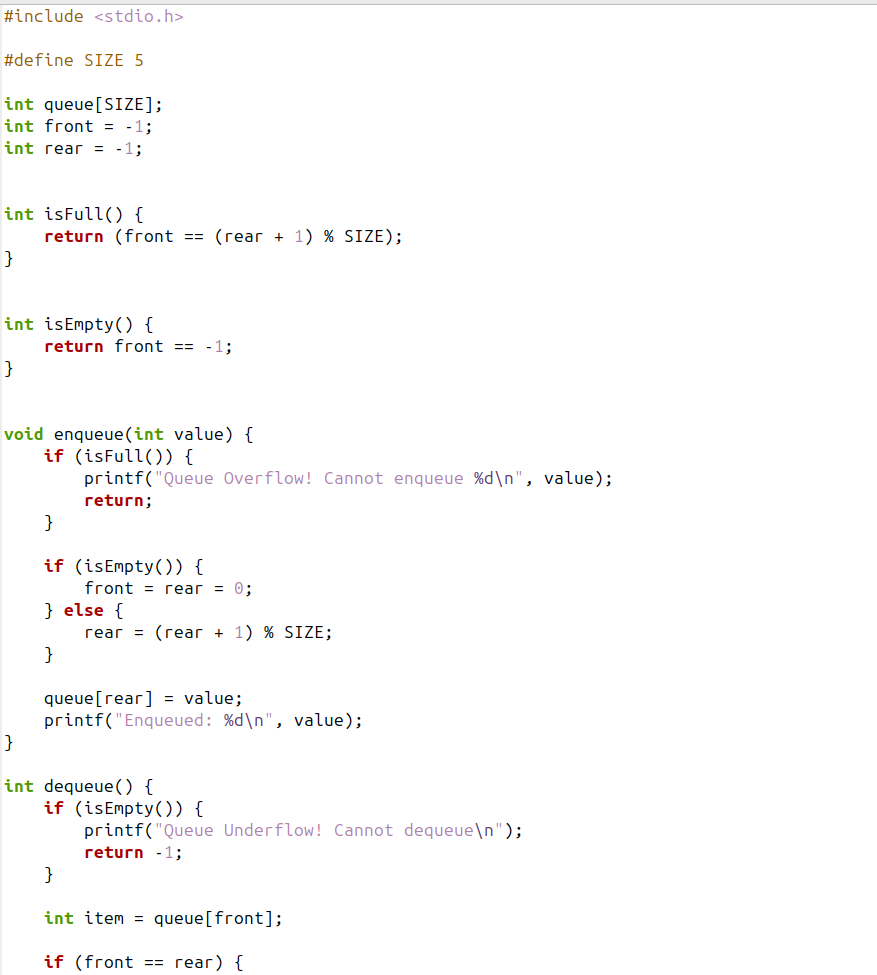 #include <stdio.h>

#define SIZE 5

int queue[SIZE];
int front = -1;
int rear = -1;


int isFull() {
    return (front == (rear + 1) % SIZE);
}


int isEmpty() {
    return front == -1;
}


void enqueue(int value) {
    if (isFull()) {
        printf("Queue Overflow! Cannot enqueue %d\n", value);
        return;
    }

    if (isEmpty()) {
        front = rear = 0;
    } else {
        rear = (rear + 1) % SIZE;
    }

    queue[rear] = value;
    printf("Enqueued: %d\n", value);
}

int dequeue() {
    if (isEmpty()) {
        printf("Queue Underflow! Cannot dequeue\n");
        return -1;
    }

    int item = queue[front];

    if (front == rear) {